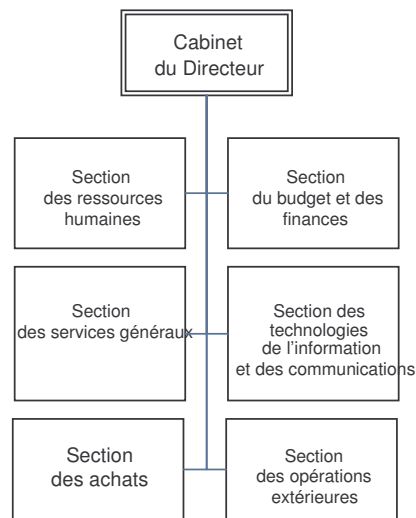 Cabinet
du Directeur
Section
des ressources
humaines
Section
du budget et des
finances
Section
des services généraux
Section des
technologies
de l’information
et des communications
Section
des achats
Section
des opérations
extérieures